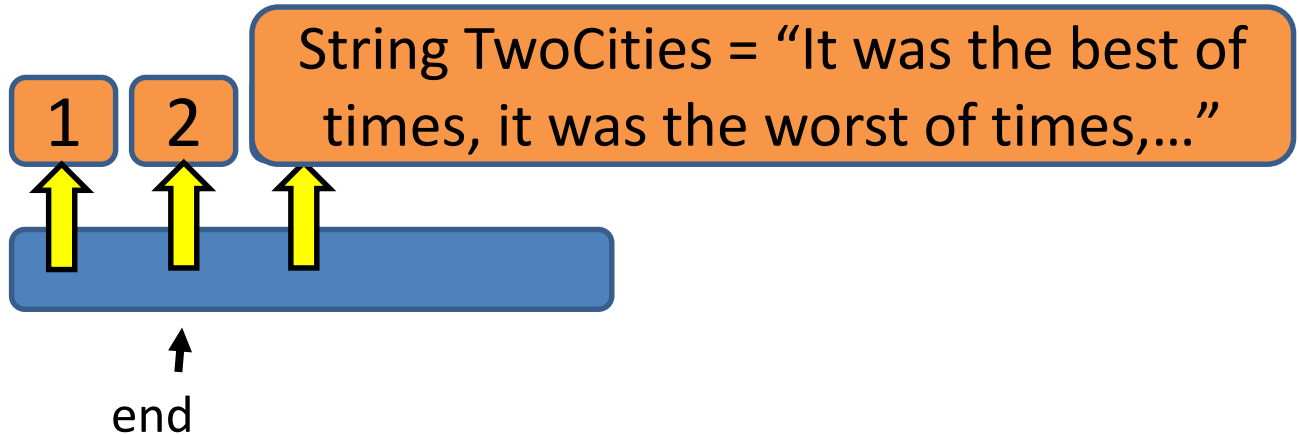 String TwoCities = “It was the best of
times, it was the worst of times,…”
1
2
end